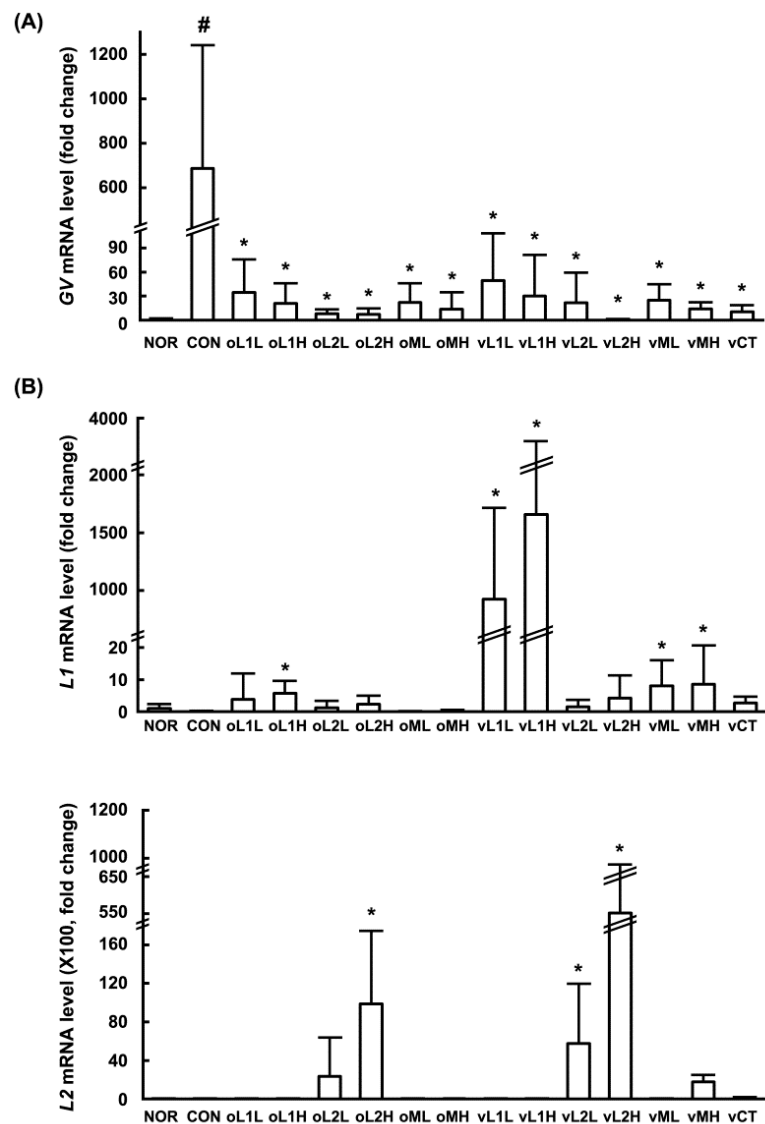 (A)
#
GV mRNA level (fold change)
1200
1000
800
600
90
60
30
0
* * * * * * * * * * * * *
NOR CON oL1L oL1H oL2L oL2H oML oMH vL1L vL1H vL2L vL2H vML vMH vCT
(B)
L1 mRNA level (fold change)
4000
2000
1500
1000
20
10
0
* * * * *
NOR CON oL1L oL1H oL2L oL2H oML oMH vL1L vL1H vL2L vL2H vML vMH vCT
L2 mRNA level (X100, fold change)
1200
1000
650
550
160
120
80
40
0
* * *
NOR CON oL1L oL1H oL2L oL2H oML oMH vL1L vL1H vL2L vL2H vML vMH vCT